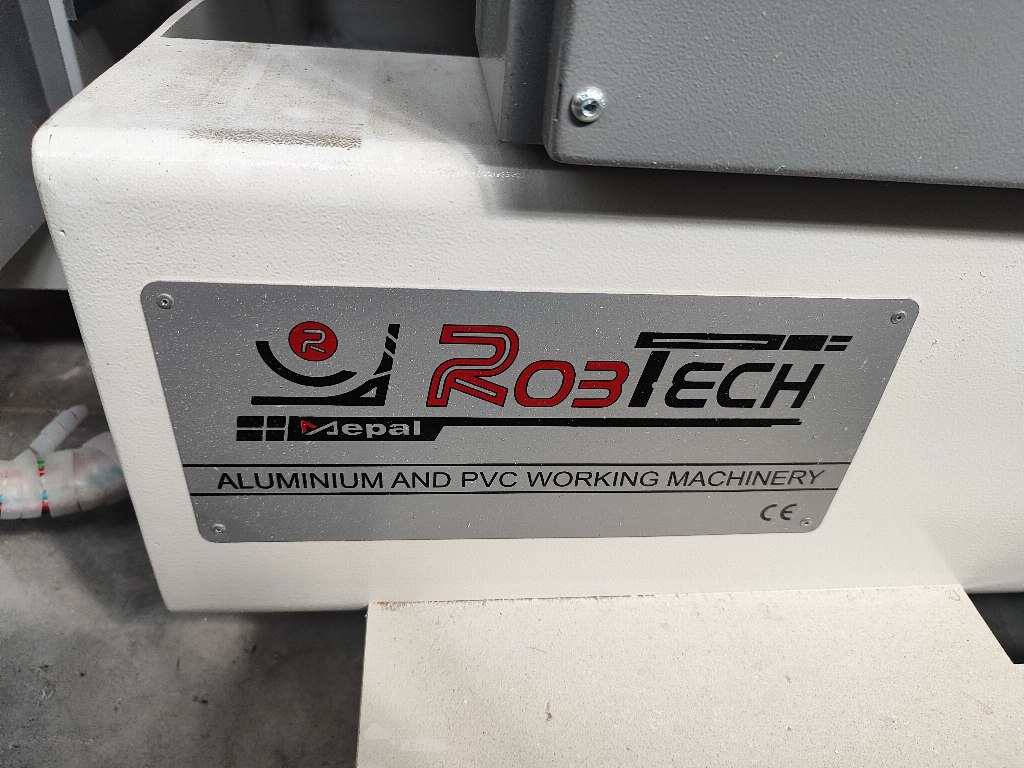 R ROBTECH
Mepal
ALUMINIUM AND PVC WORKING MACHINERY
CE